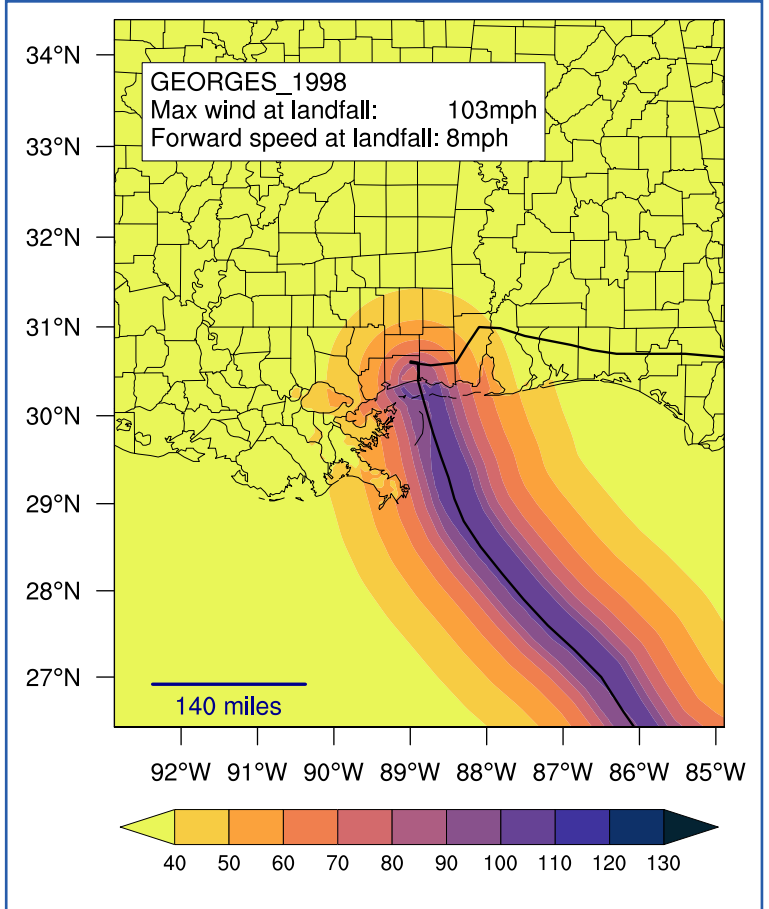 34°N
GEORGES_1998
Max wind at landfall: 103mph
Forward speed at landfall: 8mph
33°N
32°N
31°N
30°N
29°N
28°N
27°N
140 miles
92°W 91°W 90°W 89°W 88°W 87°W 86°W 85°W
40 50 60 70 80 90 100 110 120 130